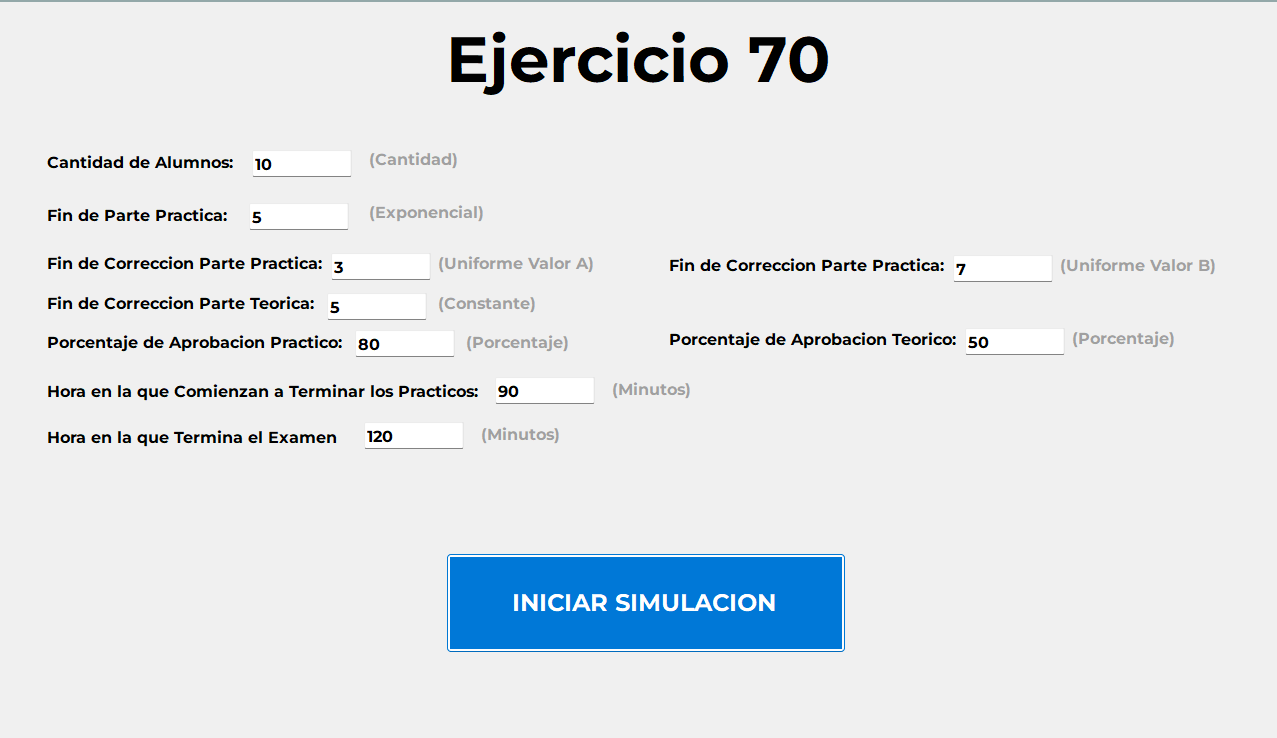 Ejercicio 70
Cantidad de Alumnos: 10 (Cantidad)
Fin de Parte Practica: 5 (Exponencial)
Fin de Correccion Parte Practica: 3 (Uniforme Valor A) Fin de Correccion Parte Practica: 7 (Uniforme Valor B)
Fin de Correccion Parte Teorica: 5 (Constante)
Porcentaje de Aprobacion Practico: 80 (Porcentaje) Porcentaje de Aprobacion Teorico: 50 (Porcentaje)
Hora en la que Comienzan a Terminar los Practicos: 90 (Minutos)
Hora en la que Termina el Examen 120 (Minutos)
INICIAR SIMULACION